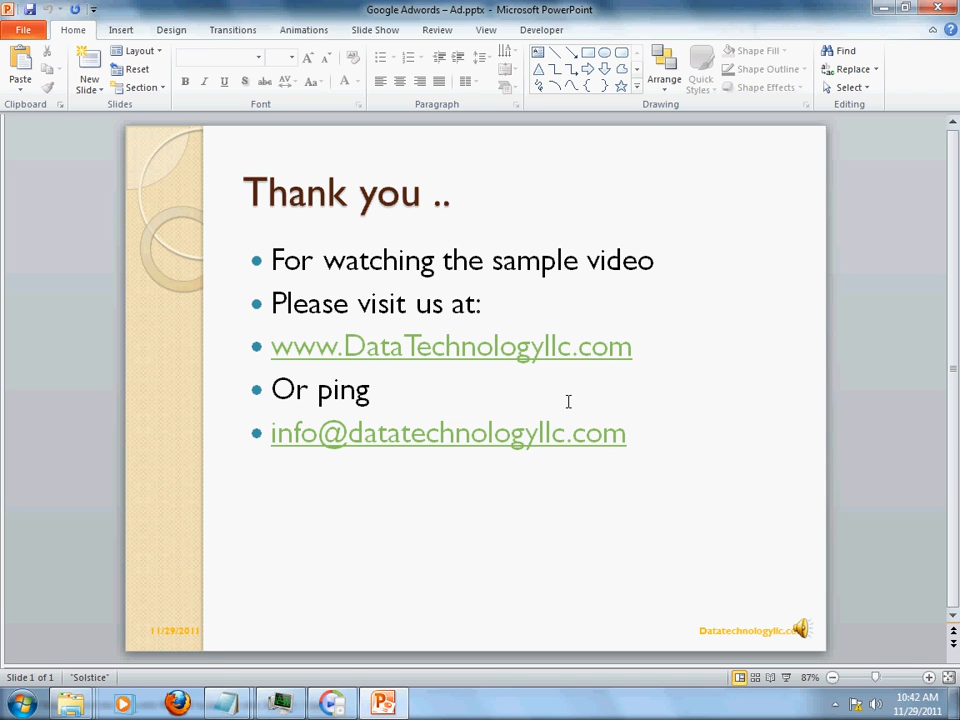 Google Adwords – Ad.pptx - Microsoft PowerPoint
File Home Insert Design Transitions Animations Slide Show Review View Developer
Paste
New Slide
Layout
Reset
Section
B I U S abc AV Aa A
Arrange
Quick Styles
Shape Fill
Shape Outline
Shape Effects
Find
Replace
Select
Clipboard Slides Font Paragraph Drawing Editing
Thank you ..
For watching the sample video
Please visit us at:
www.DataTechnologyllc.com
Or ping
info@datatechnologyllc.com
11/29/2011
Slide 1 of 1 "Solstice" 87%
10:42 AM
11/29/2011